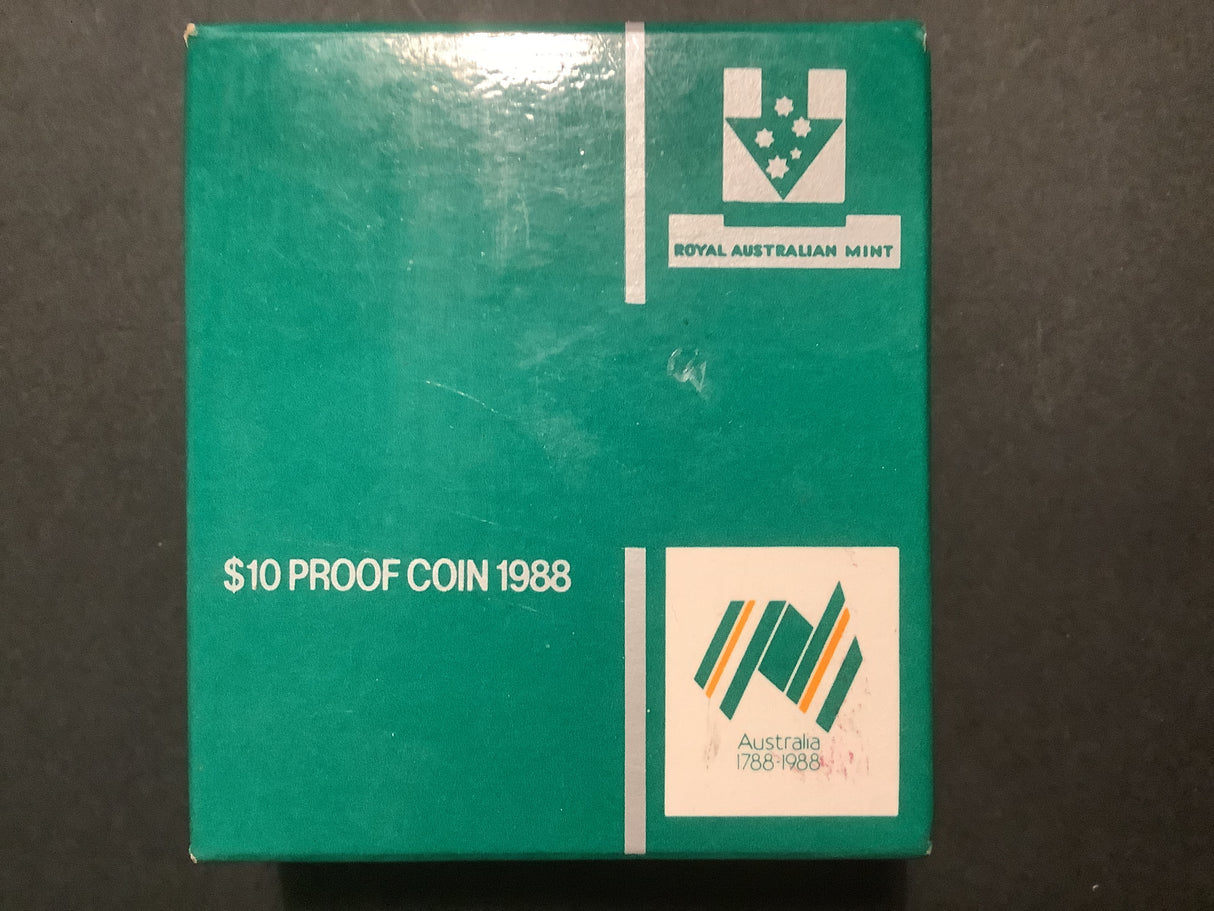 ROYAL AUSTRALIAN MINT
$10 PROOF COIN 1988
Australia
1788-1988